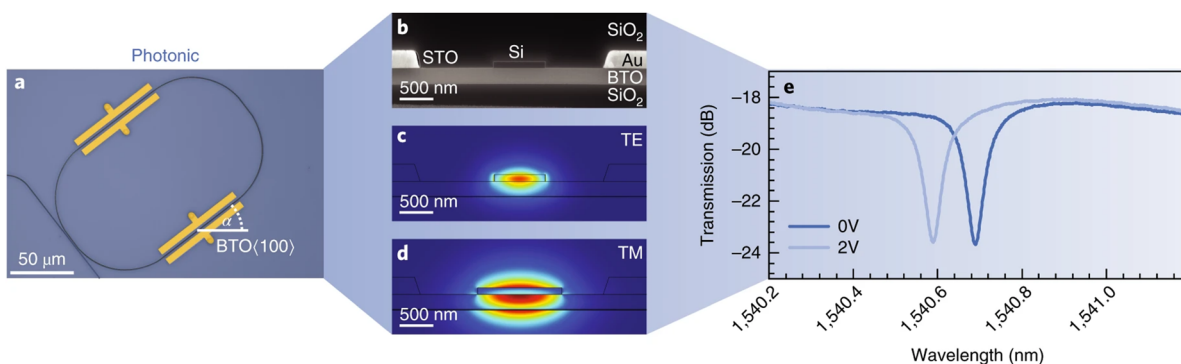 Photonic
a
α
BTO⟨100⟩
50 μm
b
SiO₂
STO
Si
Au
BTO
500 nm
SiO₂
c
TE
500 nm
d
TM
500 nm
e
Transmission (dB)
–18
–20
–22
–24
0V
2V
1,540.2
1,540.4
1,540.6
1,540.8
1,541.0
Wavelength (nm)